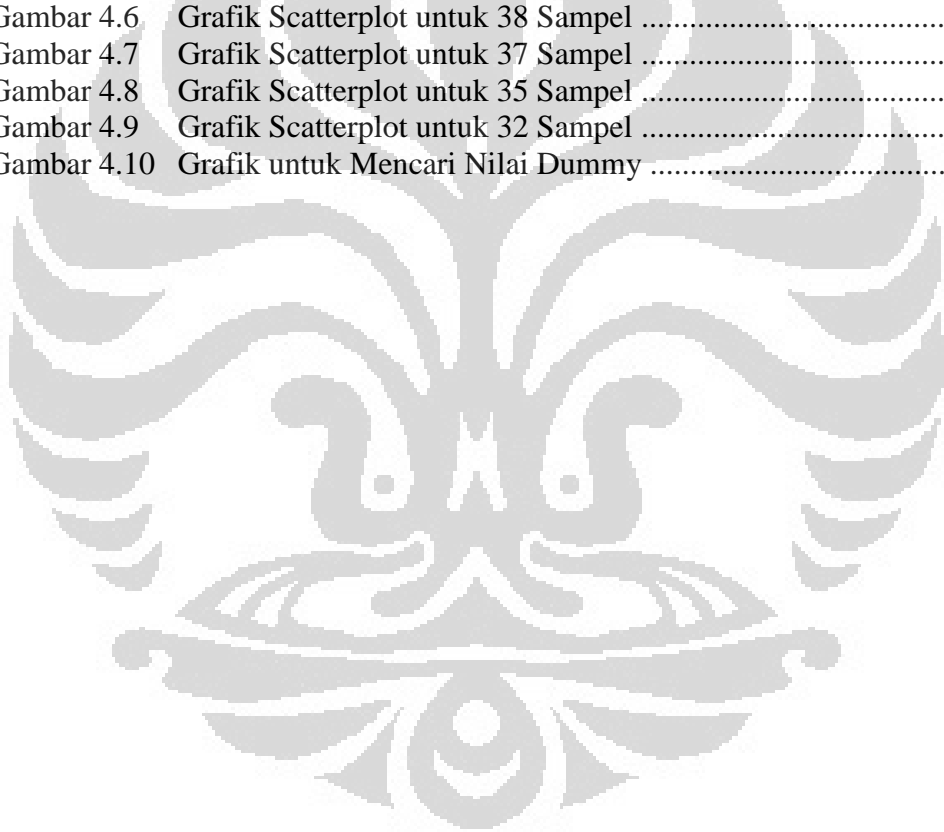 Gambar 4.6 Grafik Scatterplot untuk 38 Sampel ......................................
Gambar 4.7 Grafik Scatterplot untuk 37 Sampel ......................................
Gambar 4.8 Grafik Scatterplot untuk 35 Sampel ......................................
Gambar 4.9 Grafik Scatterplot untuk 32 Sampel ......................................
Gambar 4.10 Grafik untuk Mencari Nilai Dummy .....................................